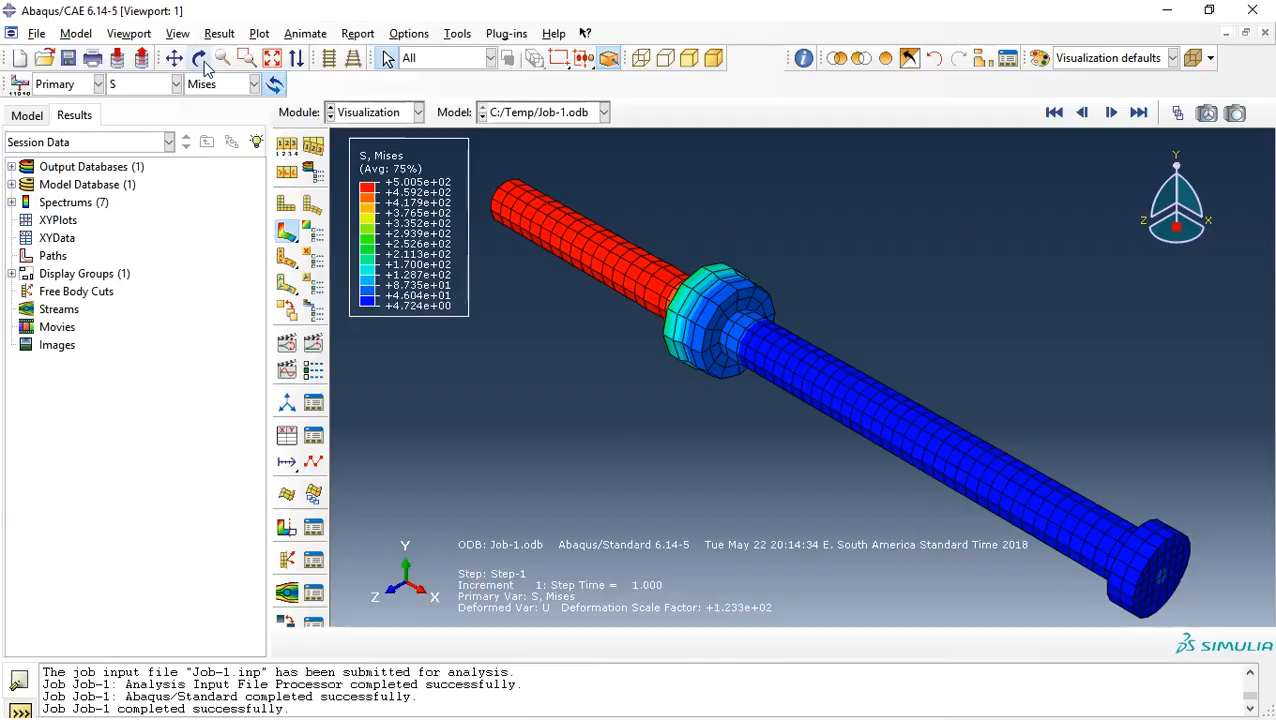 Abaqus/CAE 6.14-5 [Viewport: 1]
File Model Viewport View Result Plot Animate Report Options Tools Plug-ins Help
All
Visualization defaults
Primary S Mises
Model Results
Module: Visualization Model: C:/Temp/Job-1.odb
Session Data
Output Databases (1)
Model Database (1)
Spectrums (7)
XYPlots
XYData
Paths
Display Groups (1)
Free Body Cuts
Streams
Movies
Images
S, Mises
(Avg: 75%)
+5.005e+02
+4.592e+02
+4.179e+02
+3.765e+02
+3.352e+02
+2.939e+02
+2.526e+02
+2.113e+02
+1.700e+02
+1.287e+02
+8.735e+01
+4.604e+01
+4.724e+00
Y
Z X
Y
Z X
ODB: Job-1.odb Abaqus/Standard 6.14-5 Tue May 22 20:14:34 E. South America Standard Time 2018
Step: Step-1
Increment 1: Step Time = 1.000
Primary Var: S, Mises
Deformed Var: U Deformation Scale Factor: +1.233e+02
SIMULIA
The job input file "Job-1.inp" has been submitted for analysis.
Job Job-1: Analysis Input File Processor completed successfully.
Job Job-1: Abaqus/Standard completed successfully.
Job Job-1 completed successfully.